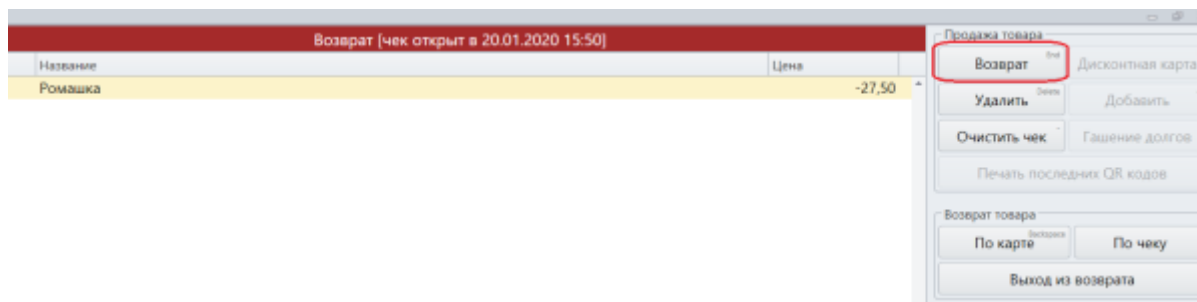 Возврат [чек открыт в 20.01.2020 15:50]
Название Цена
Ромашка -27,50
Продажа товара
Возврат End Дисконтная карта
Удалить Delete Добавить
Очистить чек Гашение долгов
Печать последних QR кодов
Возврат товара
По карте Backspace По чеку
Выход из возврата